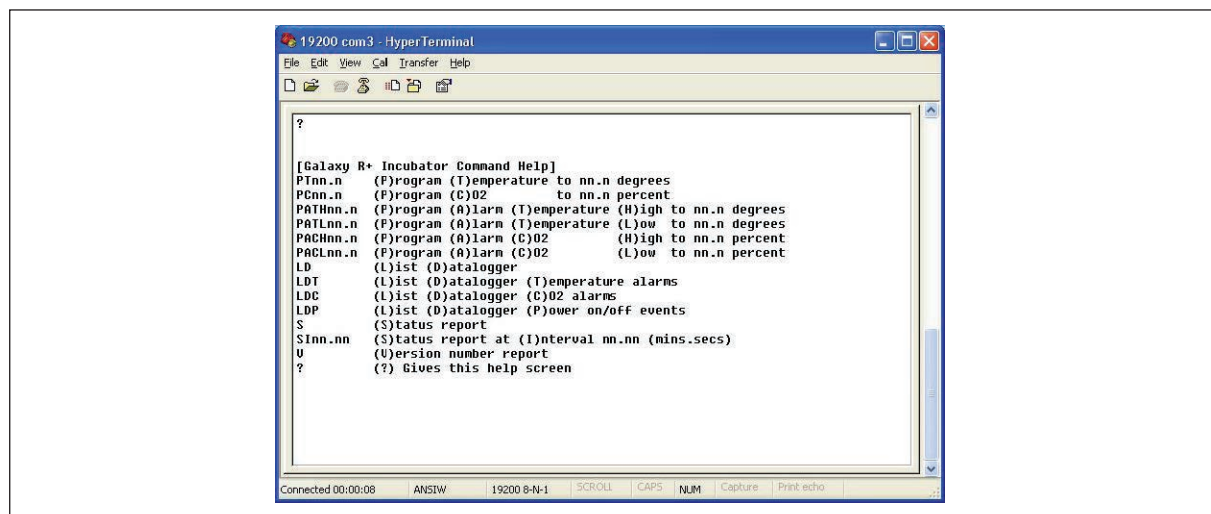 19200 com3 - HyperTerminal
File Edit View Call Transfer Help
?
[Galaxy R+ Incubator Command Help]
PTnn.n (P)rogram (T)emperature to nn.n degrees
PCnn.n (P)rogram (C)O2 to nn.n percent
PATHnn.n (P)rogram (A)larm (T)emperature (H)igh to nn.n degrees
PATLnn.n (P)rogram (A)larm (T)emperature (L)ow to nn.n degrees
PACHnn.n (P)rogram (A)larm (C)O2 (H)igh to nn.n percent
PACLnn.n (P)rogram (A)larm (C)O2 (L)ow to nn.n percent
LD (L)ist (D)atalogger
LDT (L)ist (D)atalogger (T)emperature alarms
LDC (L)ist (D)atalogger (C)O2 alarms
LDP (L)ist (D)atalogger (P)ower on/off events
S (S)tatus report
SInn.nn (S)tatus report at (I)nterval nn.nn (mins.secs)
V (V)ersion number report
? (?) Gives this help screen
Connected 00:00:08 ANSIW 19200 8-N-1 SCROLL CAPS NUM Capture Print echo